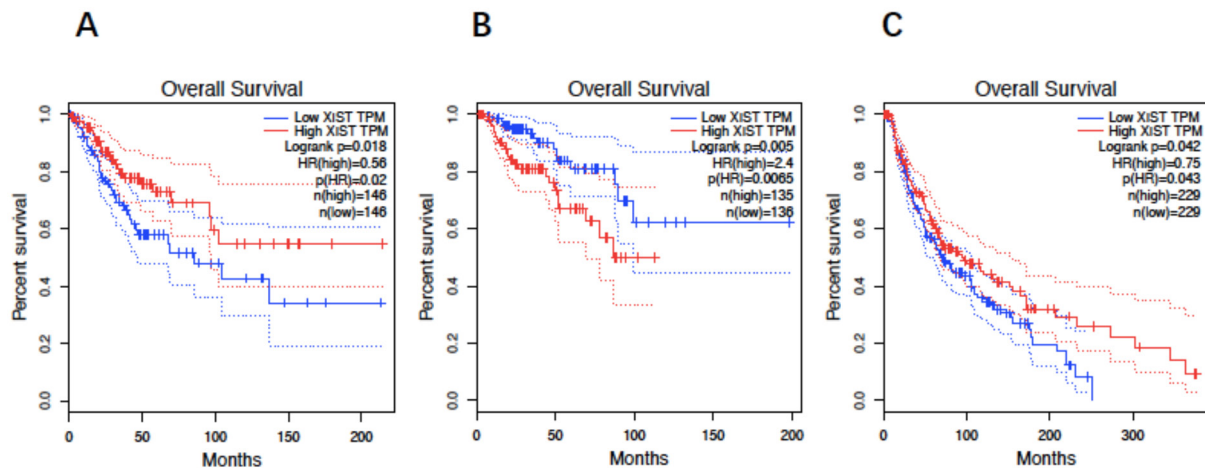 A
B
C
Overall Survival
Low XIST TPM
High XIST TPM
Logrank p=0.018
HR(high)=0.56
p(HR)=0.02
n(high)=146
n(low)=146
Percent survival
1.0
0.8
0.6
0.4
0.2
0.0
0 50 100 150 200
Months
Overall Survival
Low XIST TPM
High XIST TPM
Logrank p=0.005
HR(high)=2.4
p(HR)=0.0065
n(high)=135
n(low)=136
Percent survival
1.0
0.8
0.6
0.4
0.2
0.0
0 50 100 150 200
Months
Overall Survival
Low XIST TPM
High XIST TPM
Logrank p=0.042
HR(high)=0.75
p(HR)=0.043
n(high)=229
n(low)=229
Percent survival
1.0
0.8
0.6
0.4
0.2
0.0
0 100 200 300
Months